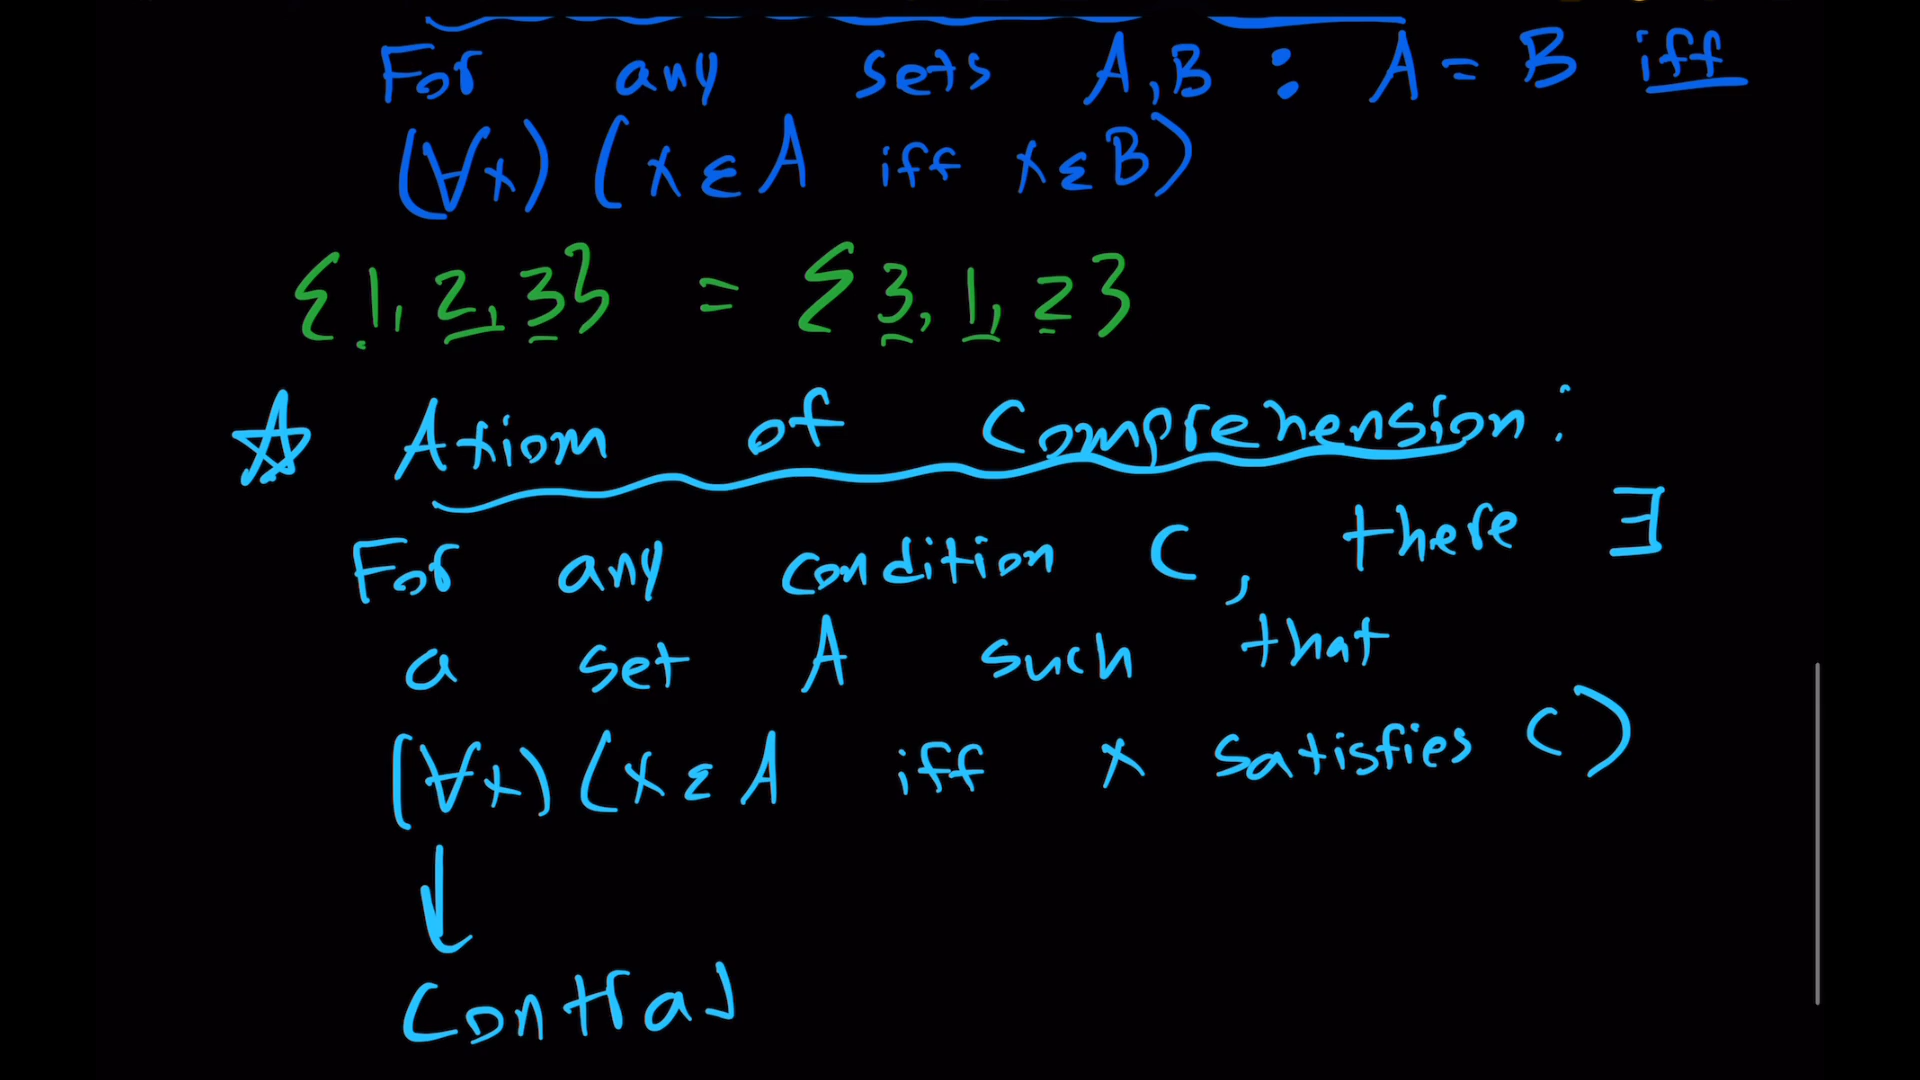 For any sets A,B : A = B iff
(∀x) (x ∈ A iff x ∈ B)
{1, 2, 3} = {3, 1, 2}
☆ Axiom of Comprehension:
For any condition C, there ∃
a set A such that
(∀x) (x ∈ A iff x satisfies C)
↓
Contrad